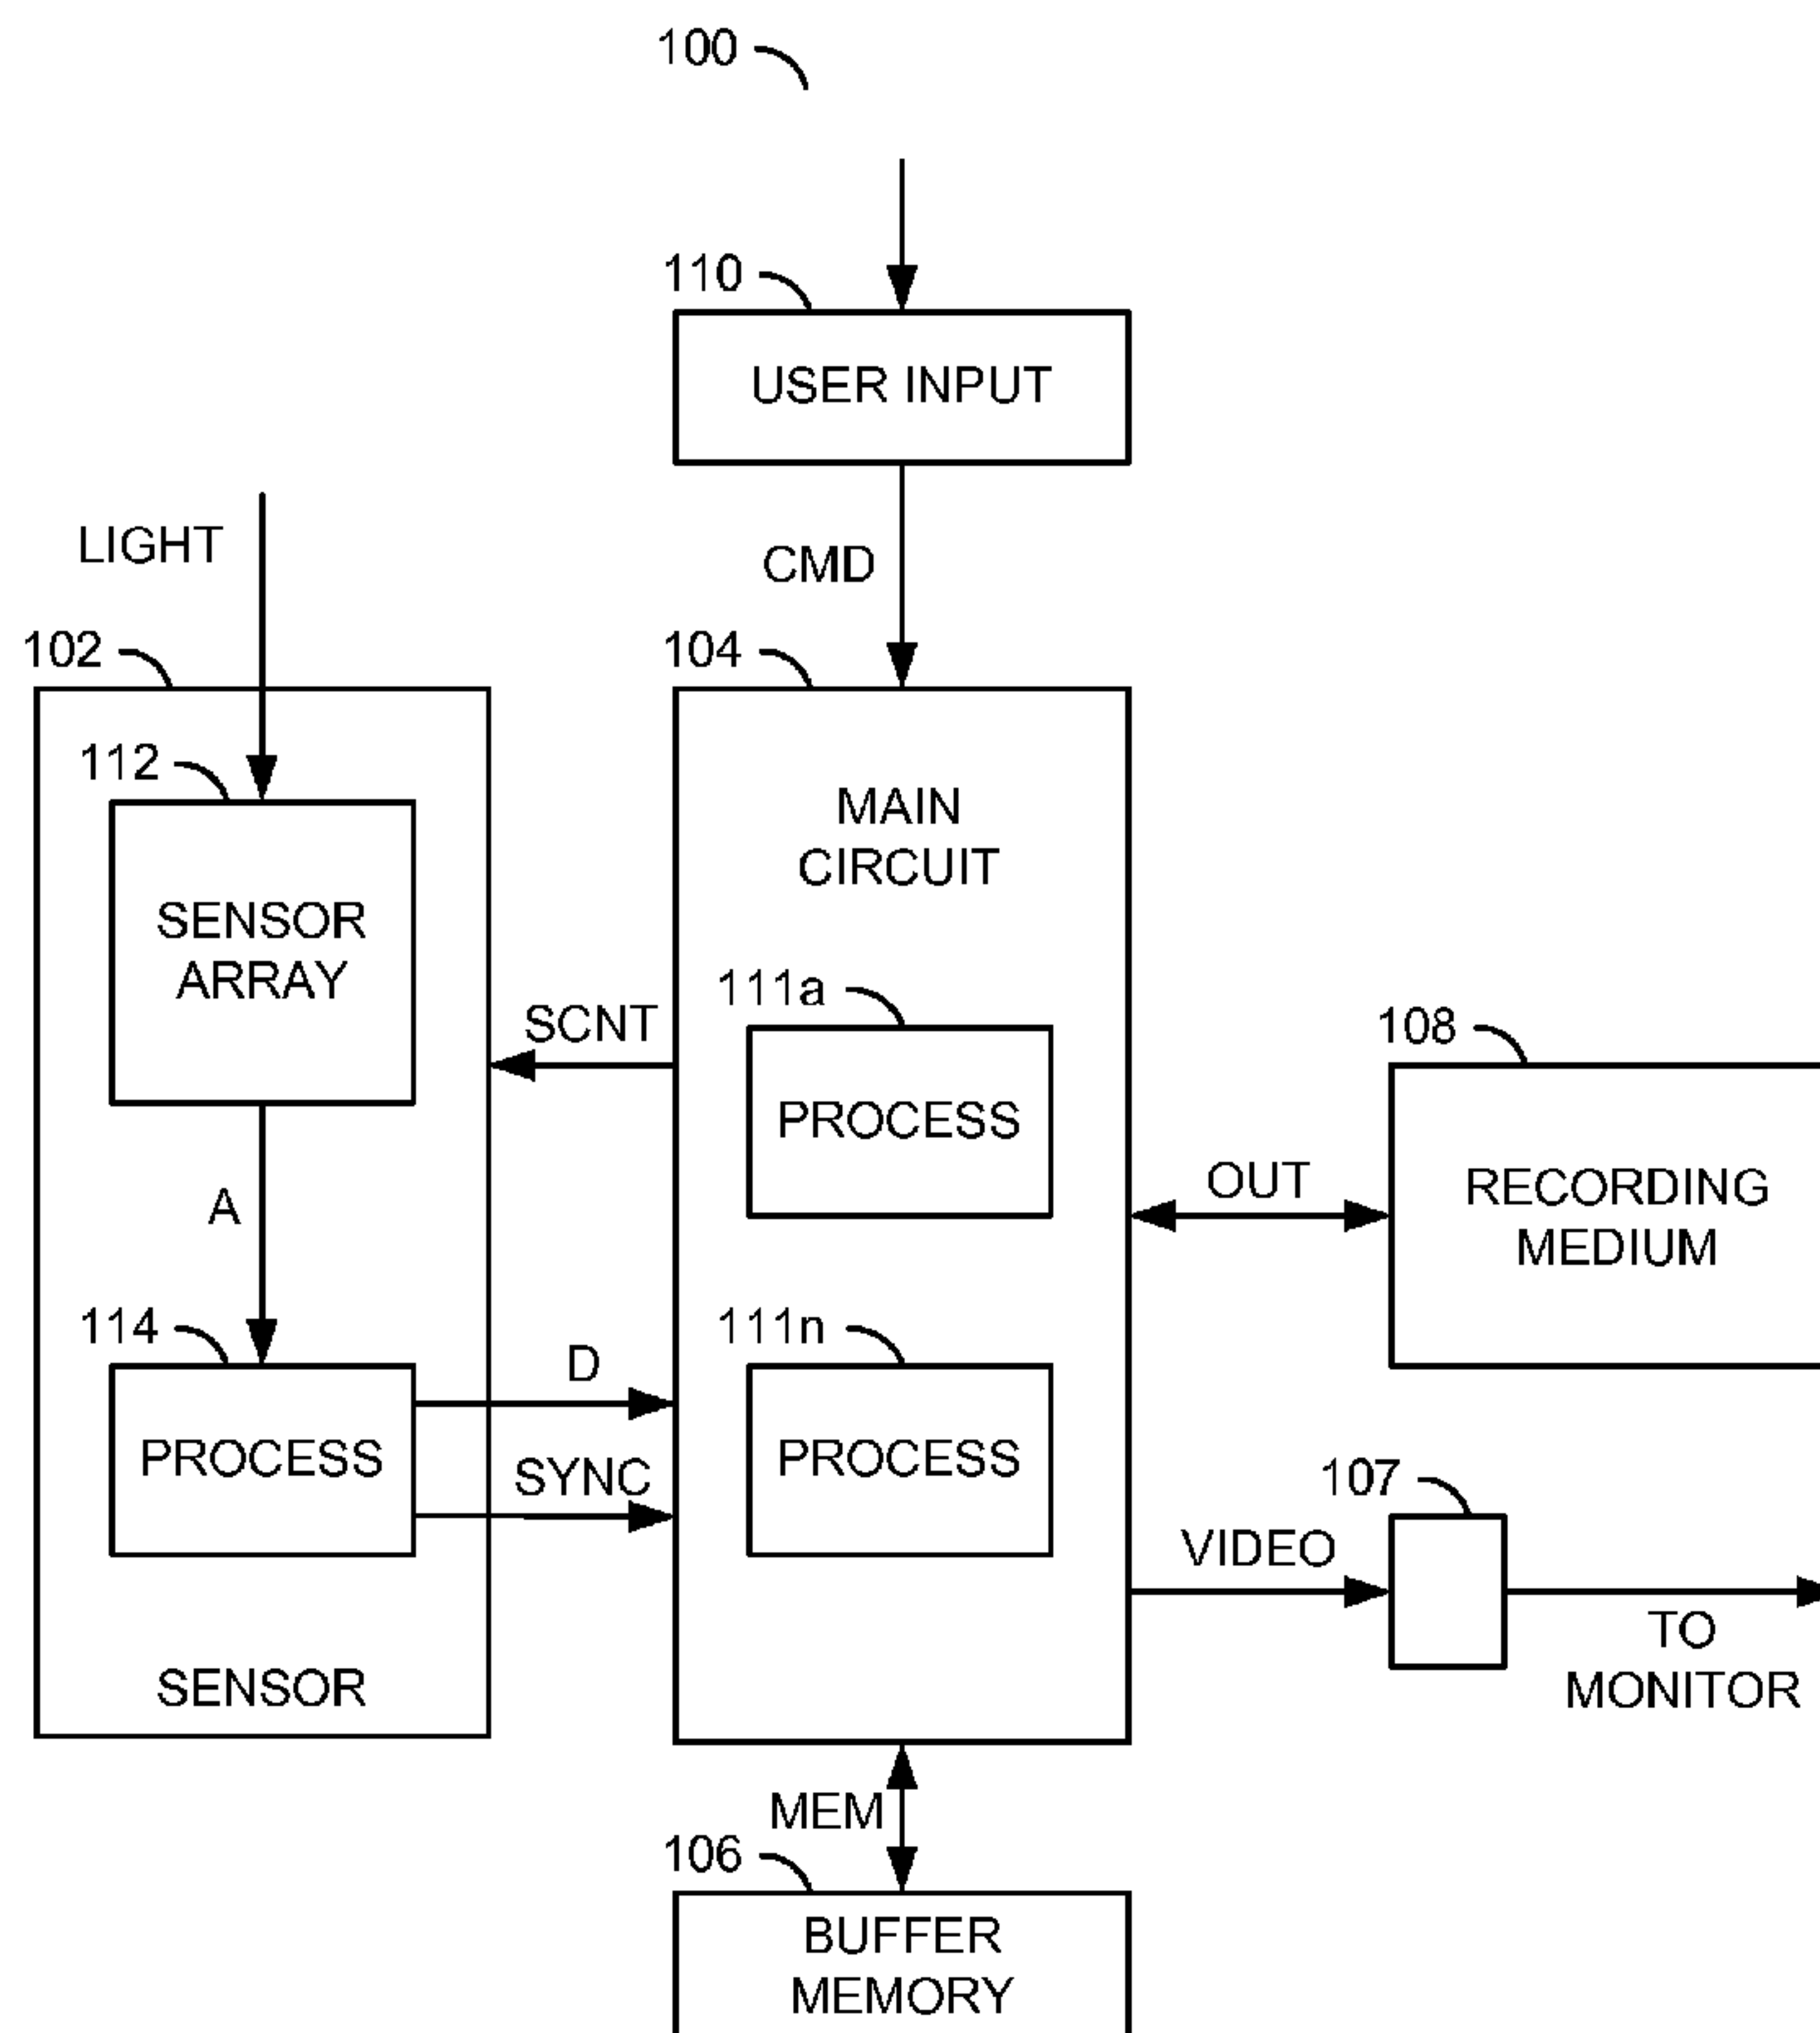 100
110
USER INPUT
LIGHT
CMD
102
104
112
MAIN
CIRCUIT
SENSOR
ARRAY
111a
SCNT
108
PROCESS
OUT
RECORDING
MEDIUM
A
114
111n
D
PROCESS
PROCESS
SYNC
107
VIDEO
TO
MONITOR
SENSOR
MEM
106
BUFFER
MEMORY